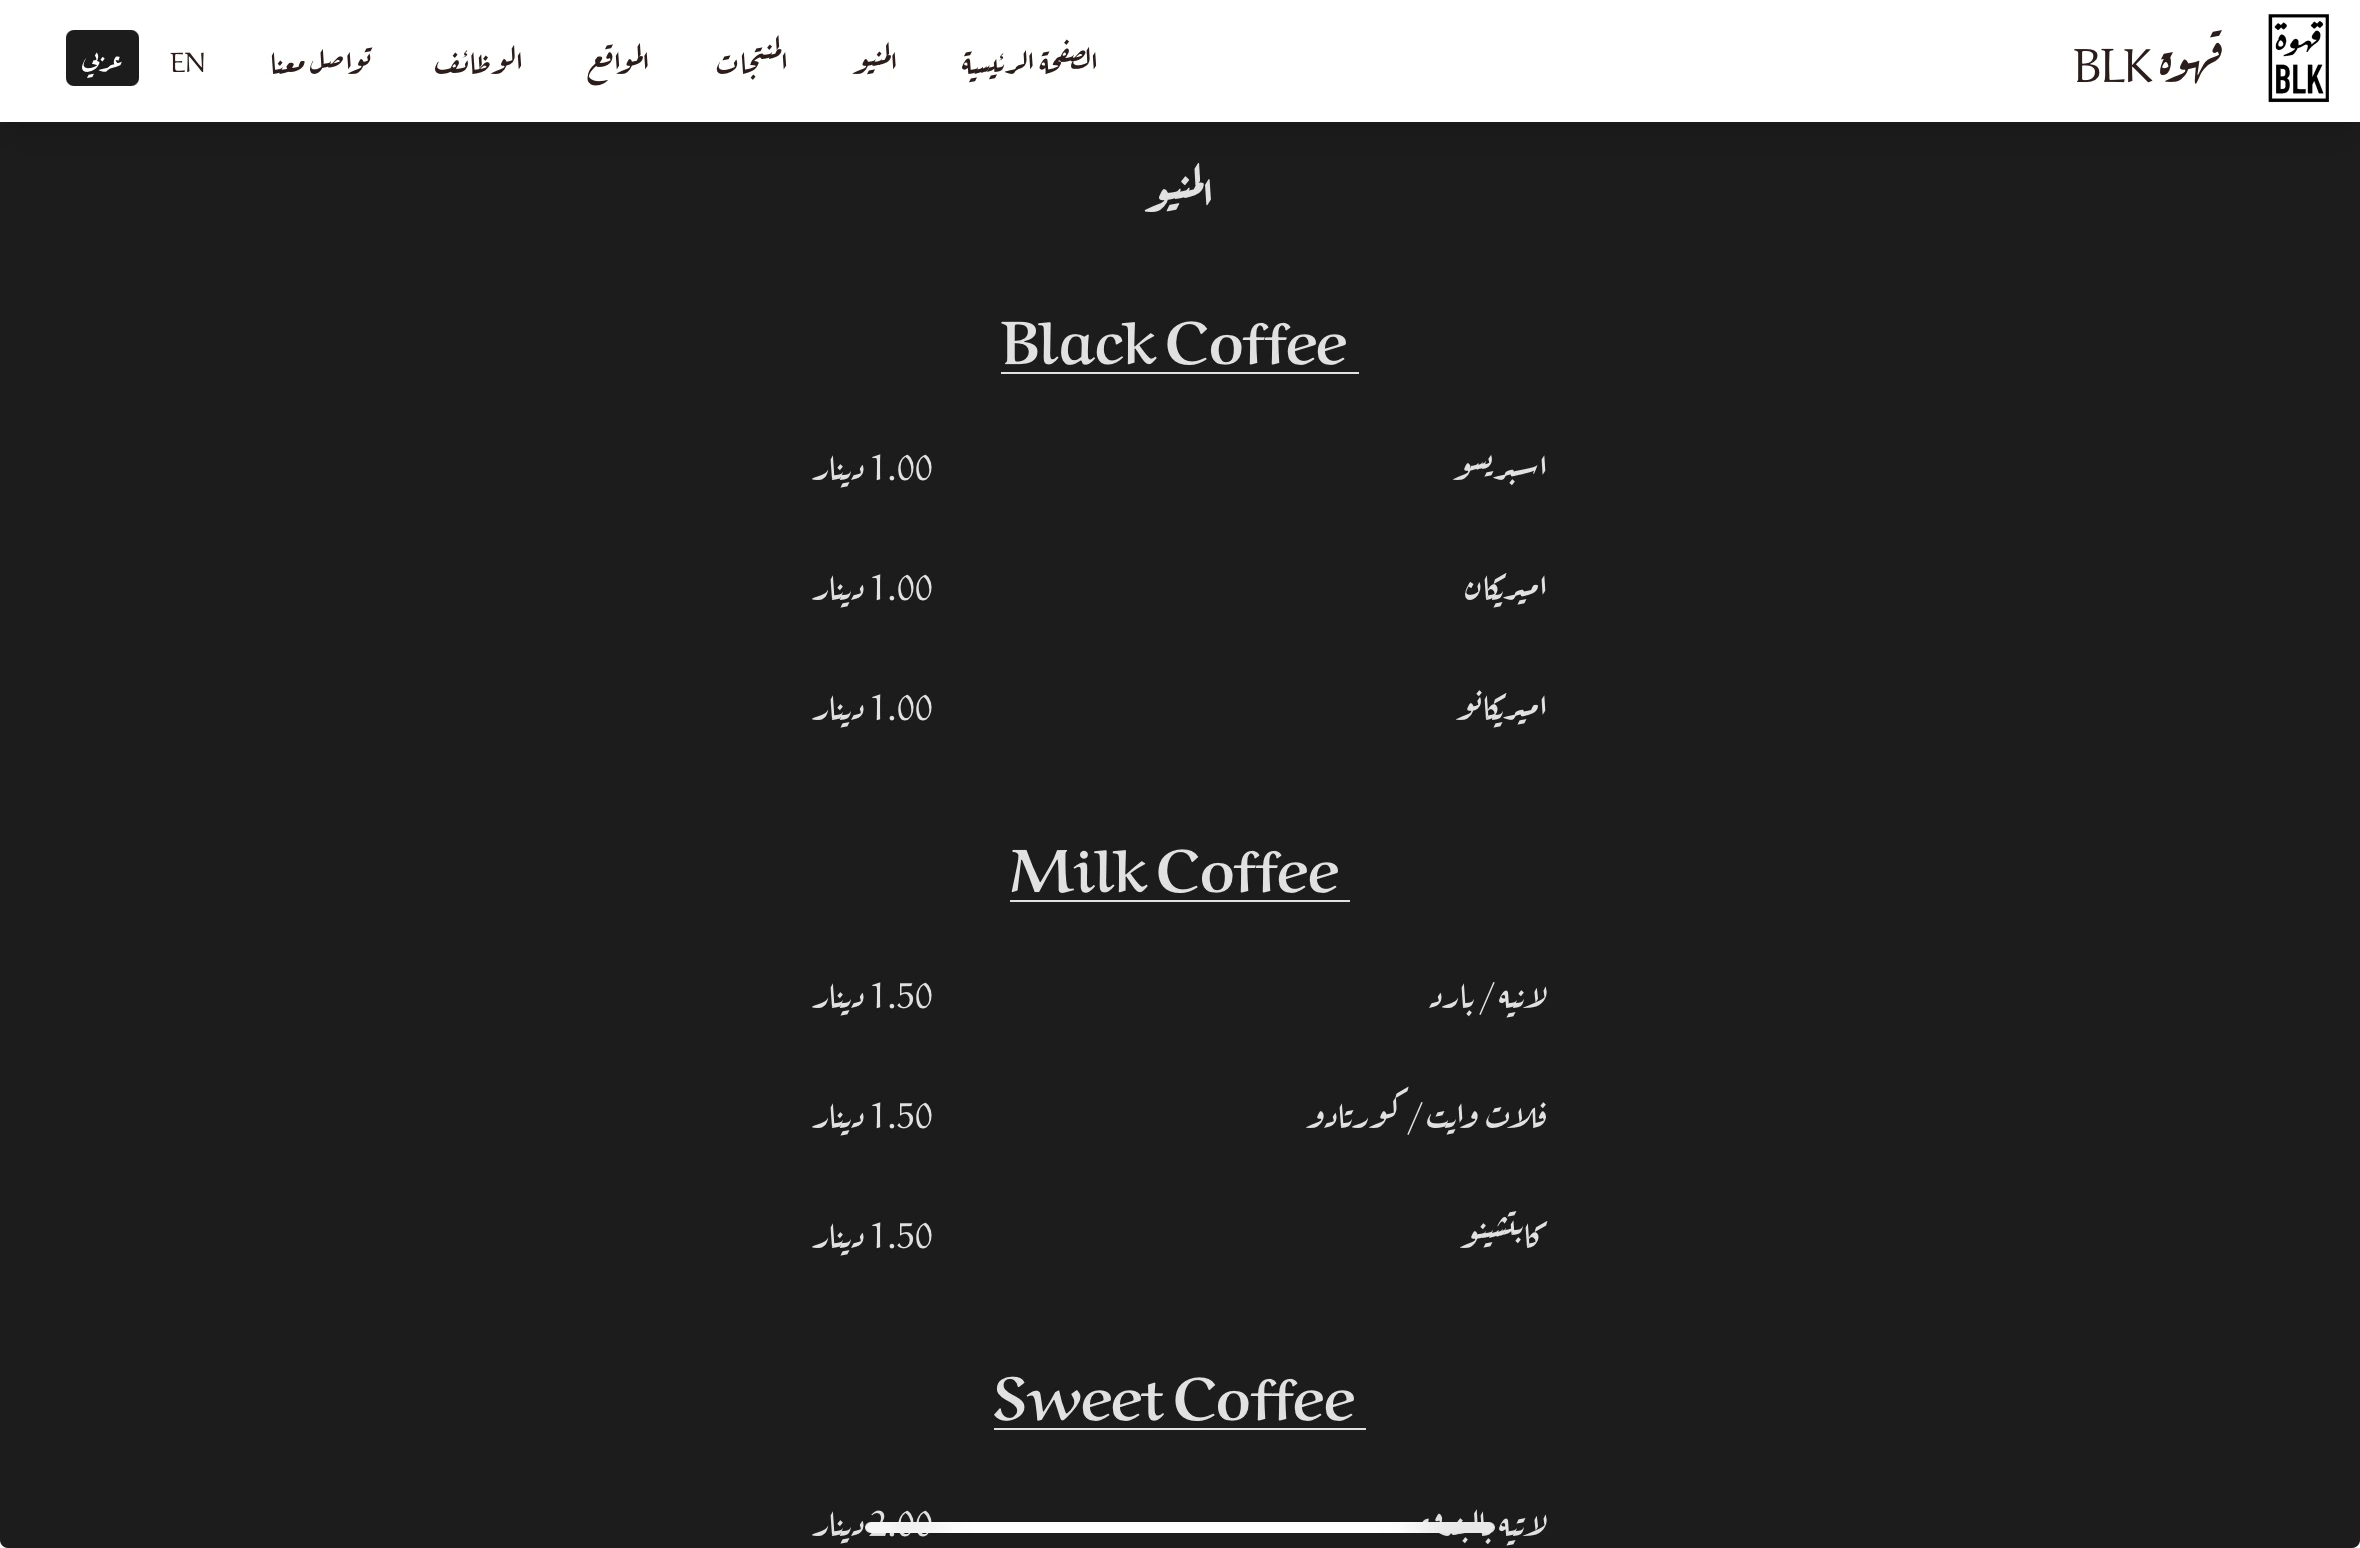 قهوة
BLK
قهوة BLK
الصفحة الرئيسية
المنيو
المنتجات
المواقع
الوظائف
تواصل معنا
EN
عربي
المنيو
Black Coffee
اسبريسو 1.00 دينار
اميريكان 1.00 دينار
اميريكانو 1.00 دينار
Milk Coffee
لانيه / بارد 1.50 دينار
فلات وايت / كورتادو 1.50 دينار
كابتشينو 1.50 دينار
Sweet Coffee
لاتيه 2.00 دينار